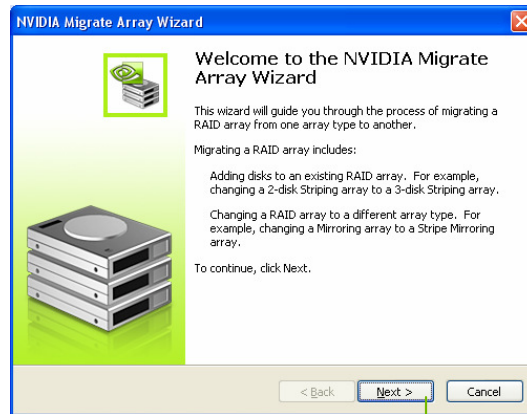 NVIDIA Migrate Array Wizard
Welcome to the NVIDIA Migrate
Array Wizard
This wizard will guide you through the process of migrating a
RAID array from one array type to another.
Migrating a RAID array includes:
Adding disks to an existing RAID array. For example,
changing a 2-disk Striping array to a 3-disk Striping array.
Changing a RAID array to a different array type. For
example, changing a Mirroring array to a Stripe Mirroring
array.
To continue, click Next.
< Back
Next >
Cancel